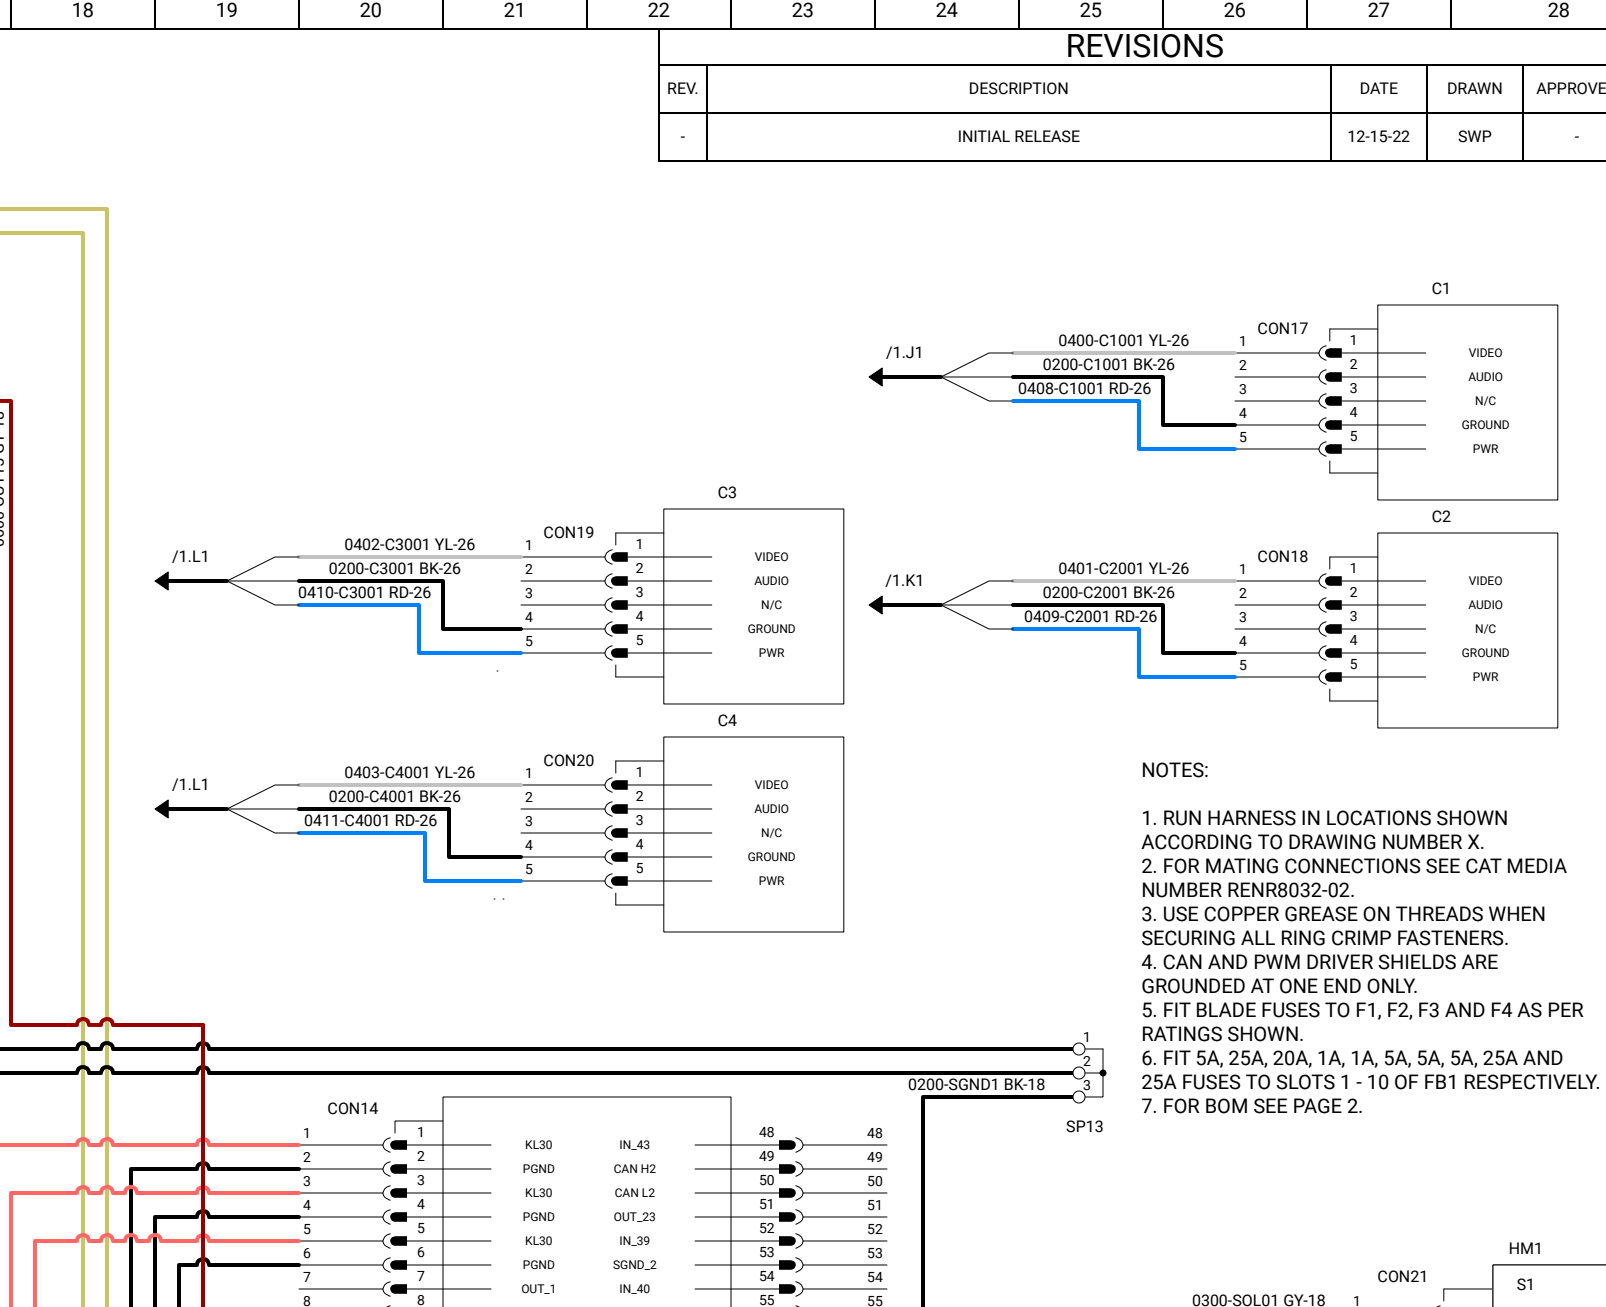 18 19 20 21 22 23 24 25 26 27 28
REVISIONS
REV. DESCRIPTION DATE DRAWN
- INITIAL RELEASE 12-15-22 SWP -
C1
CON17
/1.J1
0400-C1001 YL-26 1 1 VIDEO
0200-C1001 BK-26 2 2 AUDIO
0408-C1001 RD-26 3 3 N/C
4 4 GROUND
5 5 PWR
C3
CON19
/1.L1
0402-C3001 YL-26 1 1 VIDEO
0200-C3001 BK-26 2 2 AUDIO
0410-C3001 RD-26 3 3 N/C
4 4 GROUND
5 5 PWR
C2
CON18
/1.K1
0401-C2001 YL-26 1 1 VIDEO
0200-C2001 BK-26 2 2 AUDIO
0409-C2001 RD-26 3 3 N/C
4 4 GROUND
5 5 PWR
C4
CON20
/1.L1
0403-C4001 YL-26 1 1 VIDEO
0200-C4001 BK-26 2 2 AUDIO
0411-C4001 RD-26 3 3 N/C
4 4 GROUND
5 5 PWR
NOTES:
1. RUN HARNESS IN LOCATIONS SHOWN
ACCORDING TO DRAWING NUMBER X.
2. FOR MATING CONNECTIONS SEE CAT MEDIA
NUMBER RENR8032-02.
3. USE COPPER GREASE ON THREADS WHEN
SECURING ALL RING CRIMP FASTENERS.
4. CAN AND PWM DRIVER SHIELDS ARE
GROUNDED AT ONE END ONLY.
5. FIT BLADE FUSES TO F1, F2, F3 AND F4 AS PER
RATINGS SHOWN.
6. FIT 5A, 25A, 20A, 1A, 1A, 5A, 5A, 5A, 25A AND
25A FUSES TO SLOTS 1 - 10 OF FB1 RESPECTIVELY.
7. FOR BOM SEE PAGE 2.
1
2
0200-SGND1 BK-18 3
SP13
CON14
1 1 KL30 IN_43 48 48
2 2 PGND CAN H2 49 49
3 3 KL30 CAN L2 50 50
4 4 PGND OUT_23 51 51
5 5 KL30 IN_39 52 52
6 6 PGND SGND_2 53 53
7 7 OUT_1 IN_40 54 54
8 8 55 55
HM1
CON21
S1
0300-SOL01 GY-18 1